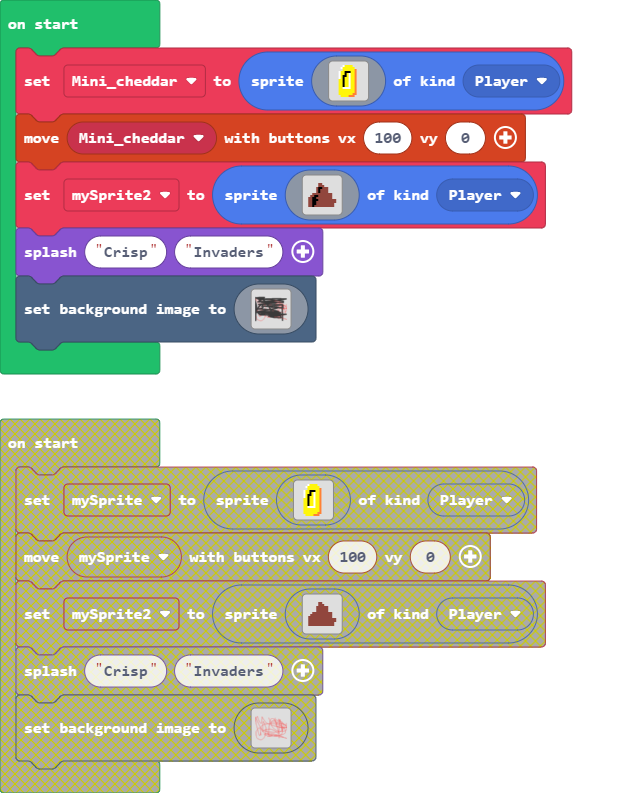 on start
set Mini_cheddar to sprite of kind Player
move Mini_cheddar with buttons vx 100 vy 0
set mySprite2 to sprite of kind Player
splash "Crisp" "Invaders"
set background image to
on start
set mySprite to sprite of kind Player
move mySprite with buttons vx 100 vy 0
set mySprite2 to sprite of kind Player
splash "Crisp" "Invaders"
set background image to